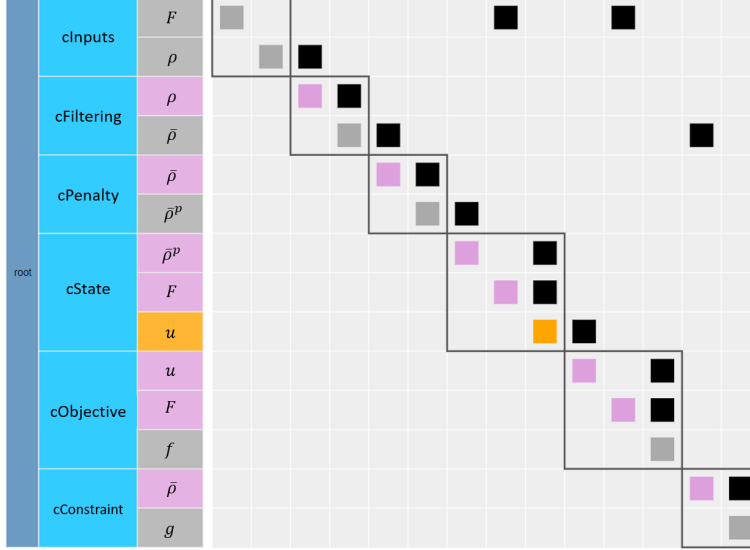 root
cInputs
F
ρ
cFiltering
ρ
ρ̄
cPenalty
ρ̄
ρ̄ᵖ
cState
ρ̄ᵖ
F
u
cObjective
u
F
f
cConstraint
ρ̄
g